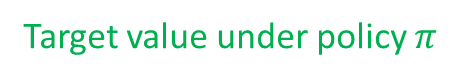 Target value under policy π